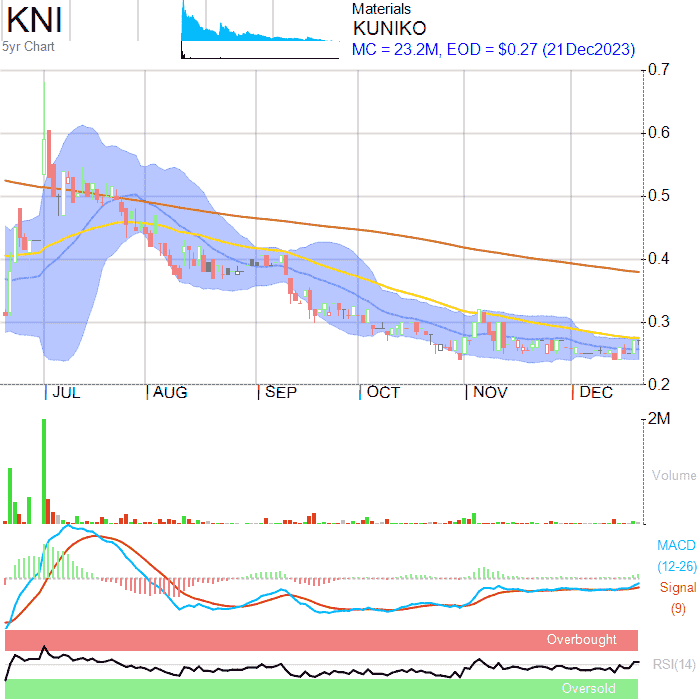 KNI
5yr Chart
Materials
KUNIKO
MC = 23.2M, EOD = $0.27 (21Dec2023)
0.7
0.6
0.5
0.4
0.3
0.2
JUL AUG SEP OCT NOV DEC
2M
Volume
MACD
(12-26)
Signal
(9)
Overbought
RSI(14)
Oversold